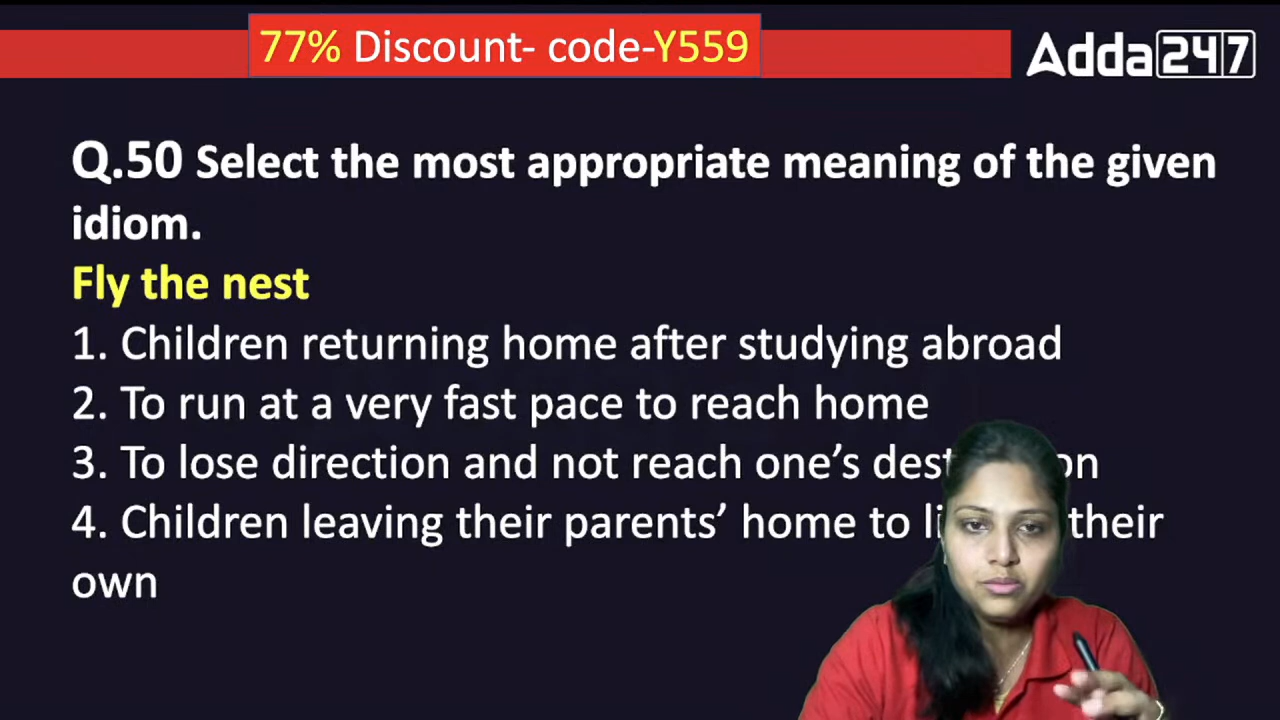 77% Discount- code-Y559
Adda247
Q.50 Select the most appropriate meaning of the given
idiom.
Fly the nest
1. Children returning home after studying abroad
2. To run at a very fast pace to reach home
3. To lose direction and not reach one’s
4. Children leaving their parents’ home to their
own